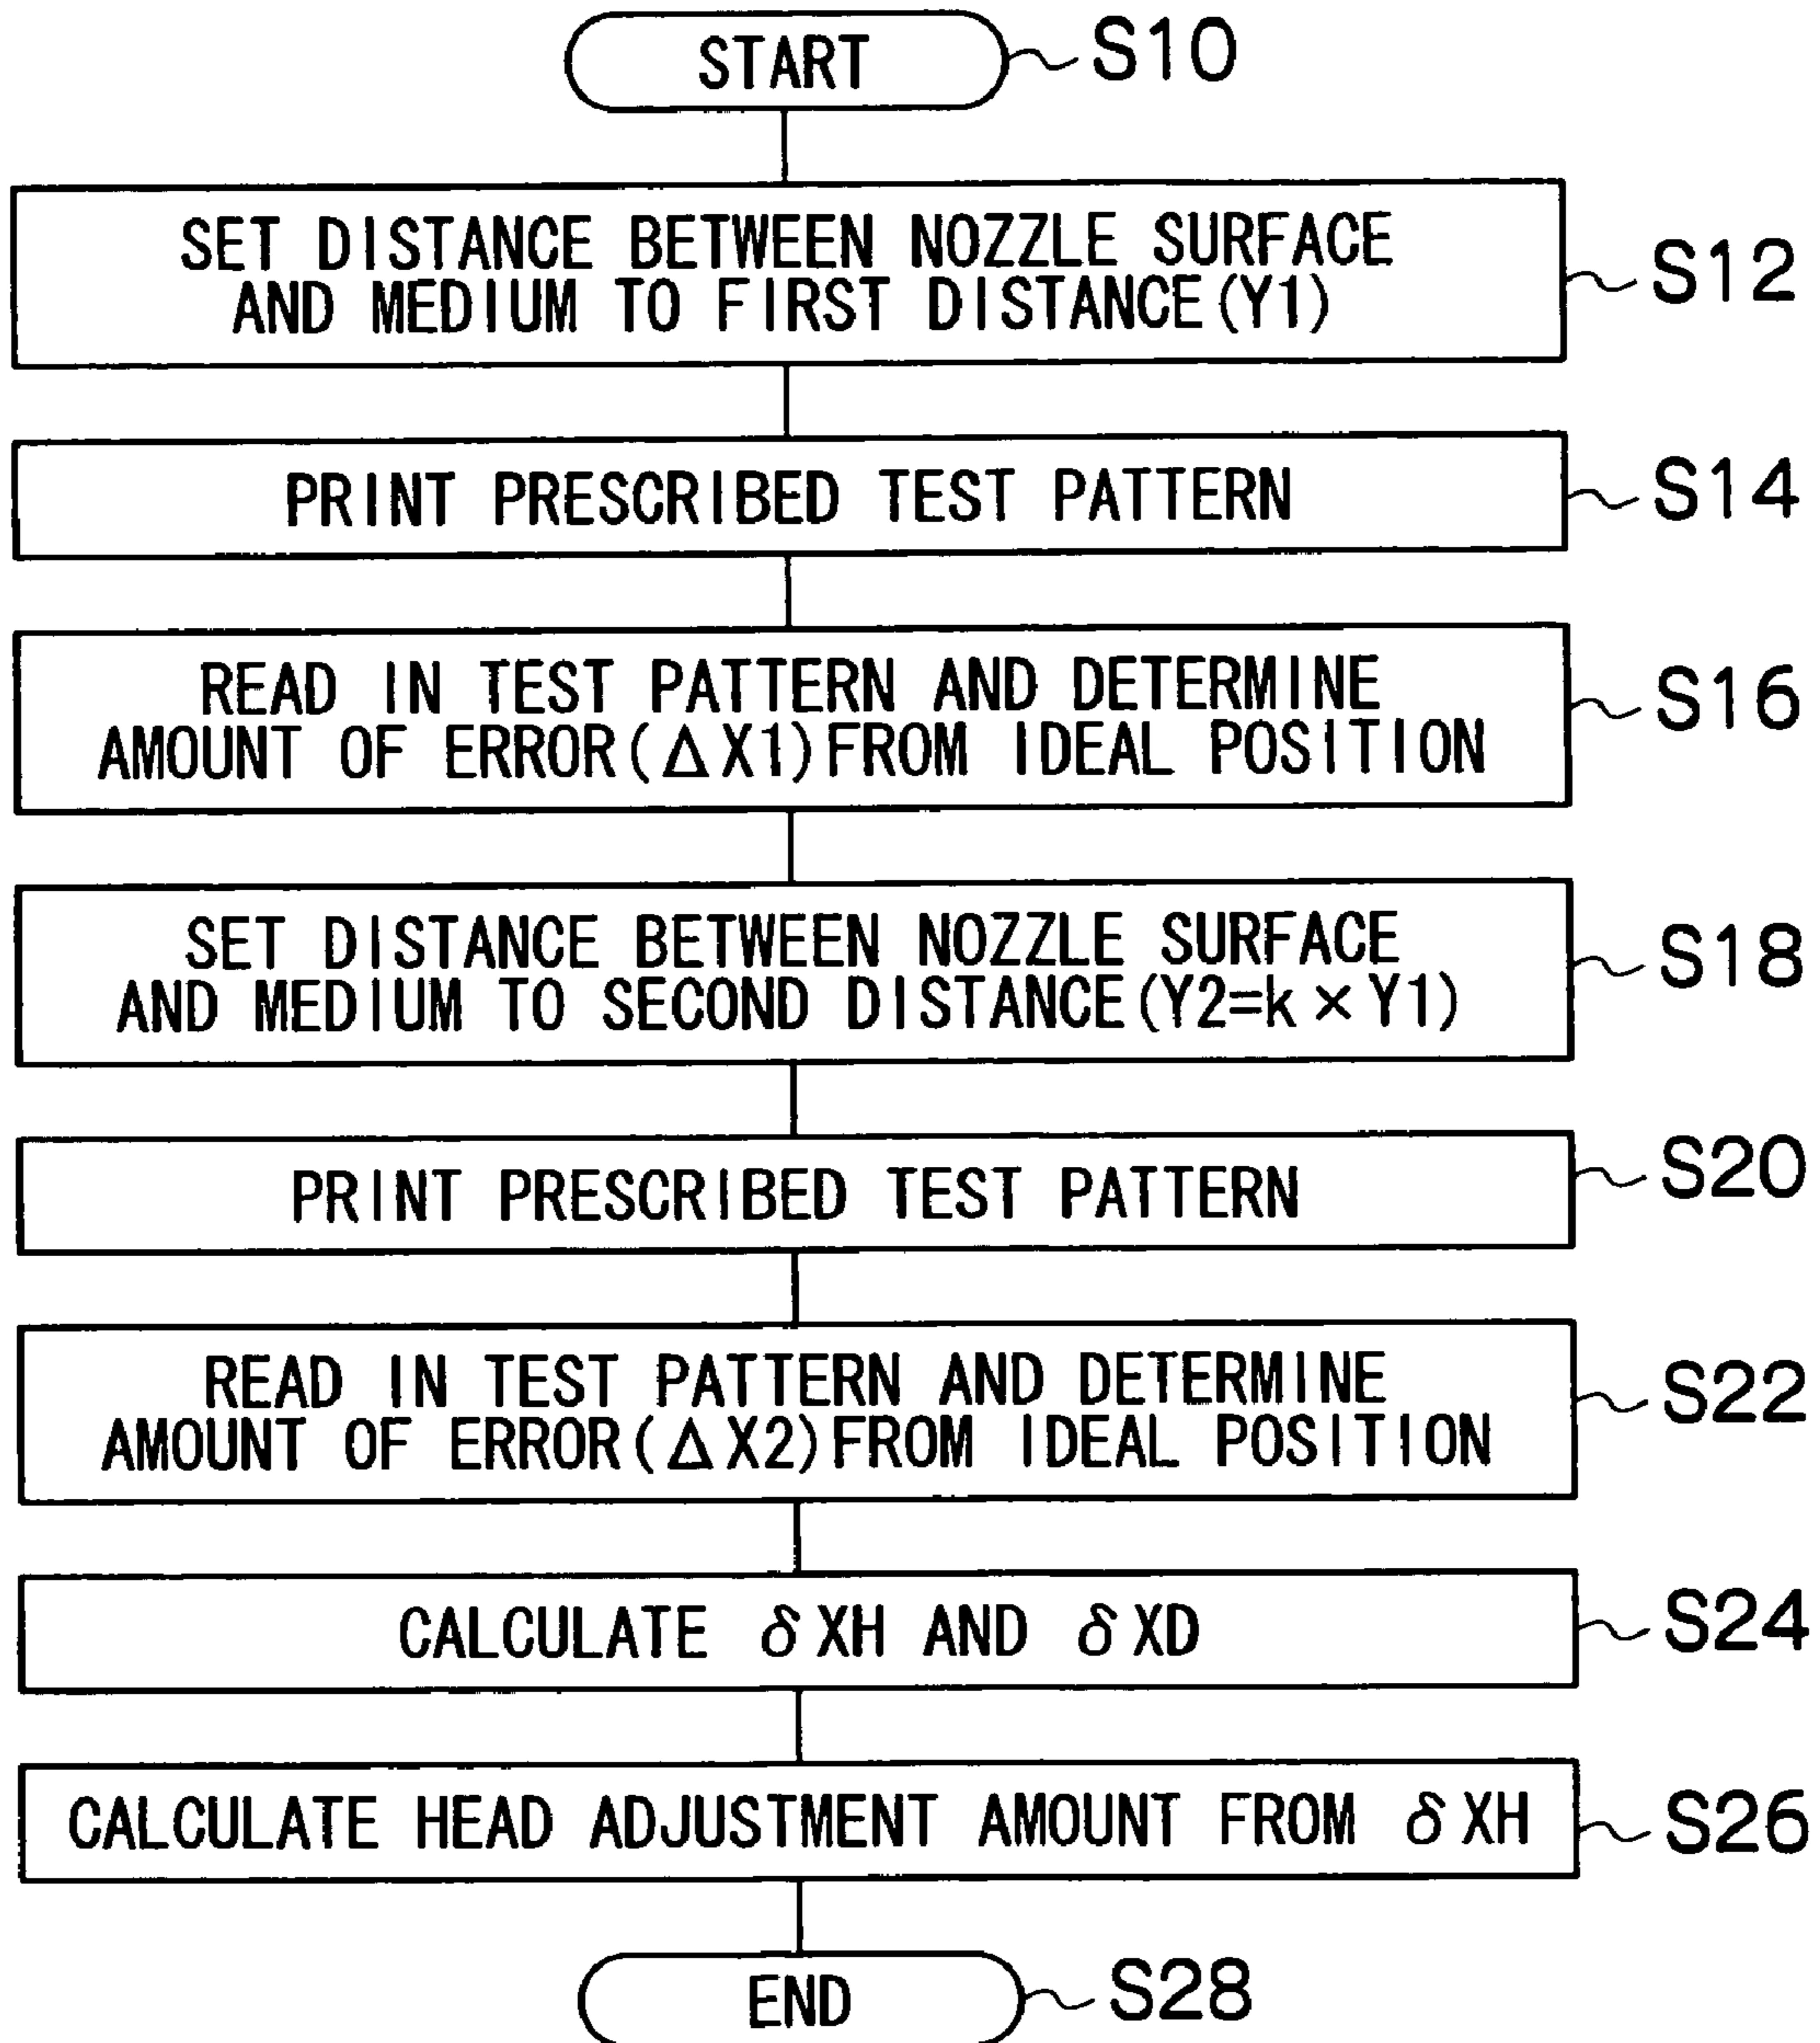 START
S10
SET DISTANCE BETWEEN NOZZLE SURFACE
AND MEDIUM TO FIRST DISTANCE(Y1)
S12
PRINT PRESCRIBED TEST PATTERN
S14
READ IN TEST PATTERN AND DETERMINE
AMOUNT OF ERROR(ΔX1)FROM IDEAL POSITION
S16
SET DISTANCE BETWEEN NOZZLE SURFACE
AND MEDIUM TO SECOND DISTANCE(Y2=k×Y1)
S18
PRINT PRESCRIBED TEST PATTERN
S20
READ IN TEST PATTERN AND DETERMINE
AMOUNT OF ERROR(ΔX2)FROM IDEAL POSITION
S22
CALCULATE δXH AND δXD
S24
CALCULATE HEAD ADJUSTMENT AMOUNT FROM δXH
S26
END
S28